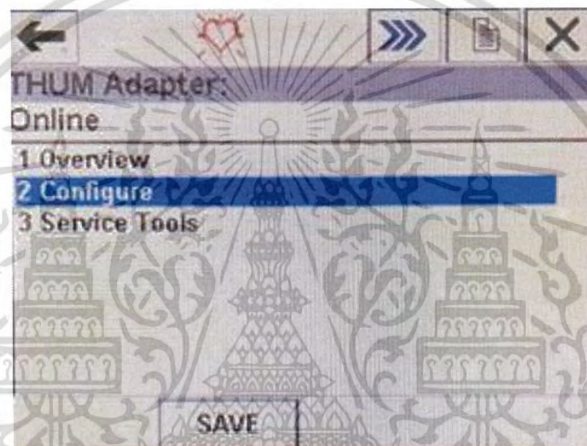 THUM Adapter:
Online
1 Overview
2 Configure
3 Service Tools
SAVE